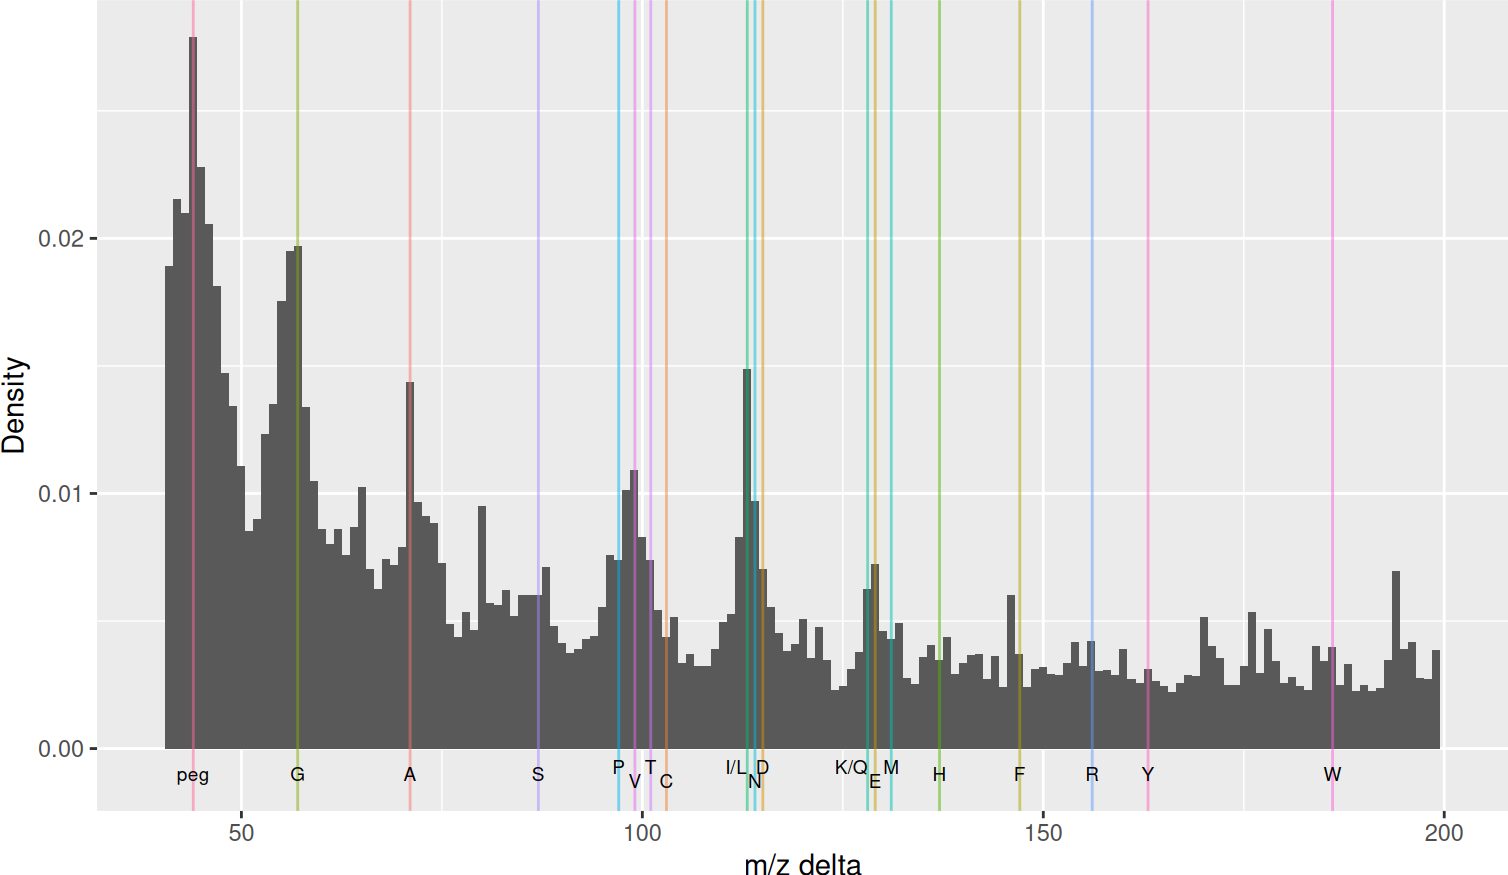 0.02
0.01
0.00
Density
peg G A S P V T C I/L N D K/Q E M H F R Y W
50 100 150 200
m/z delta